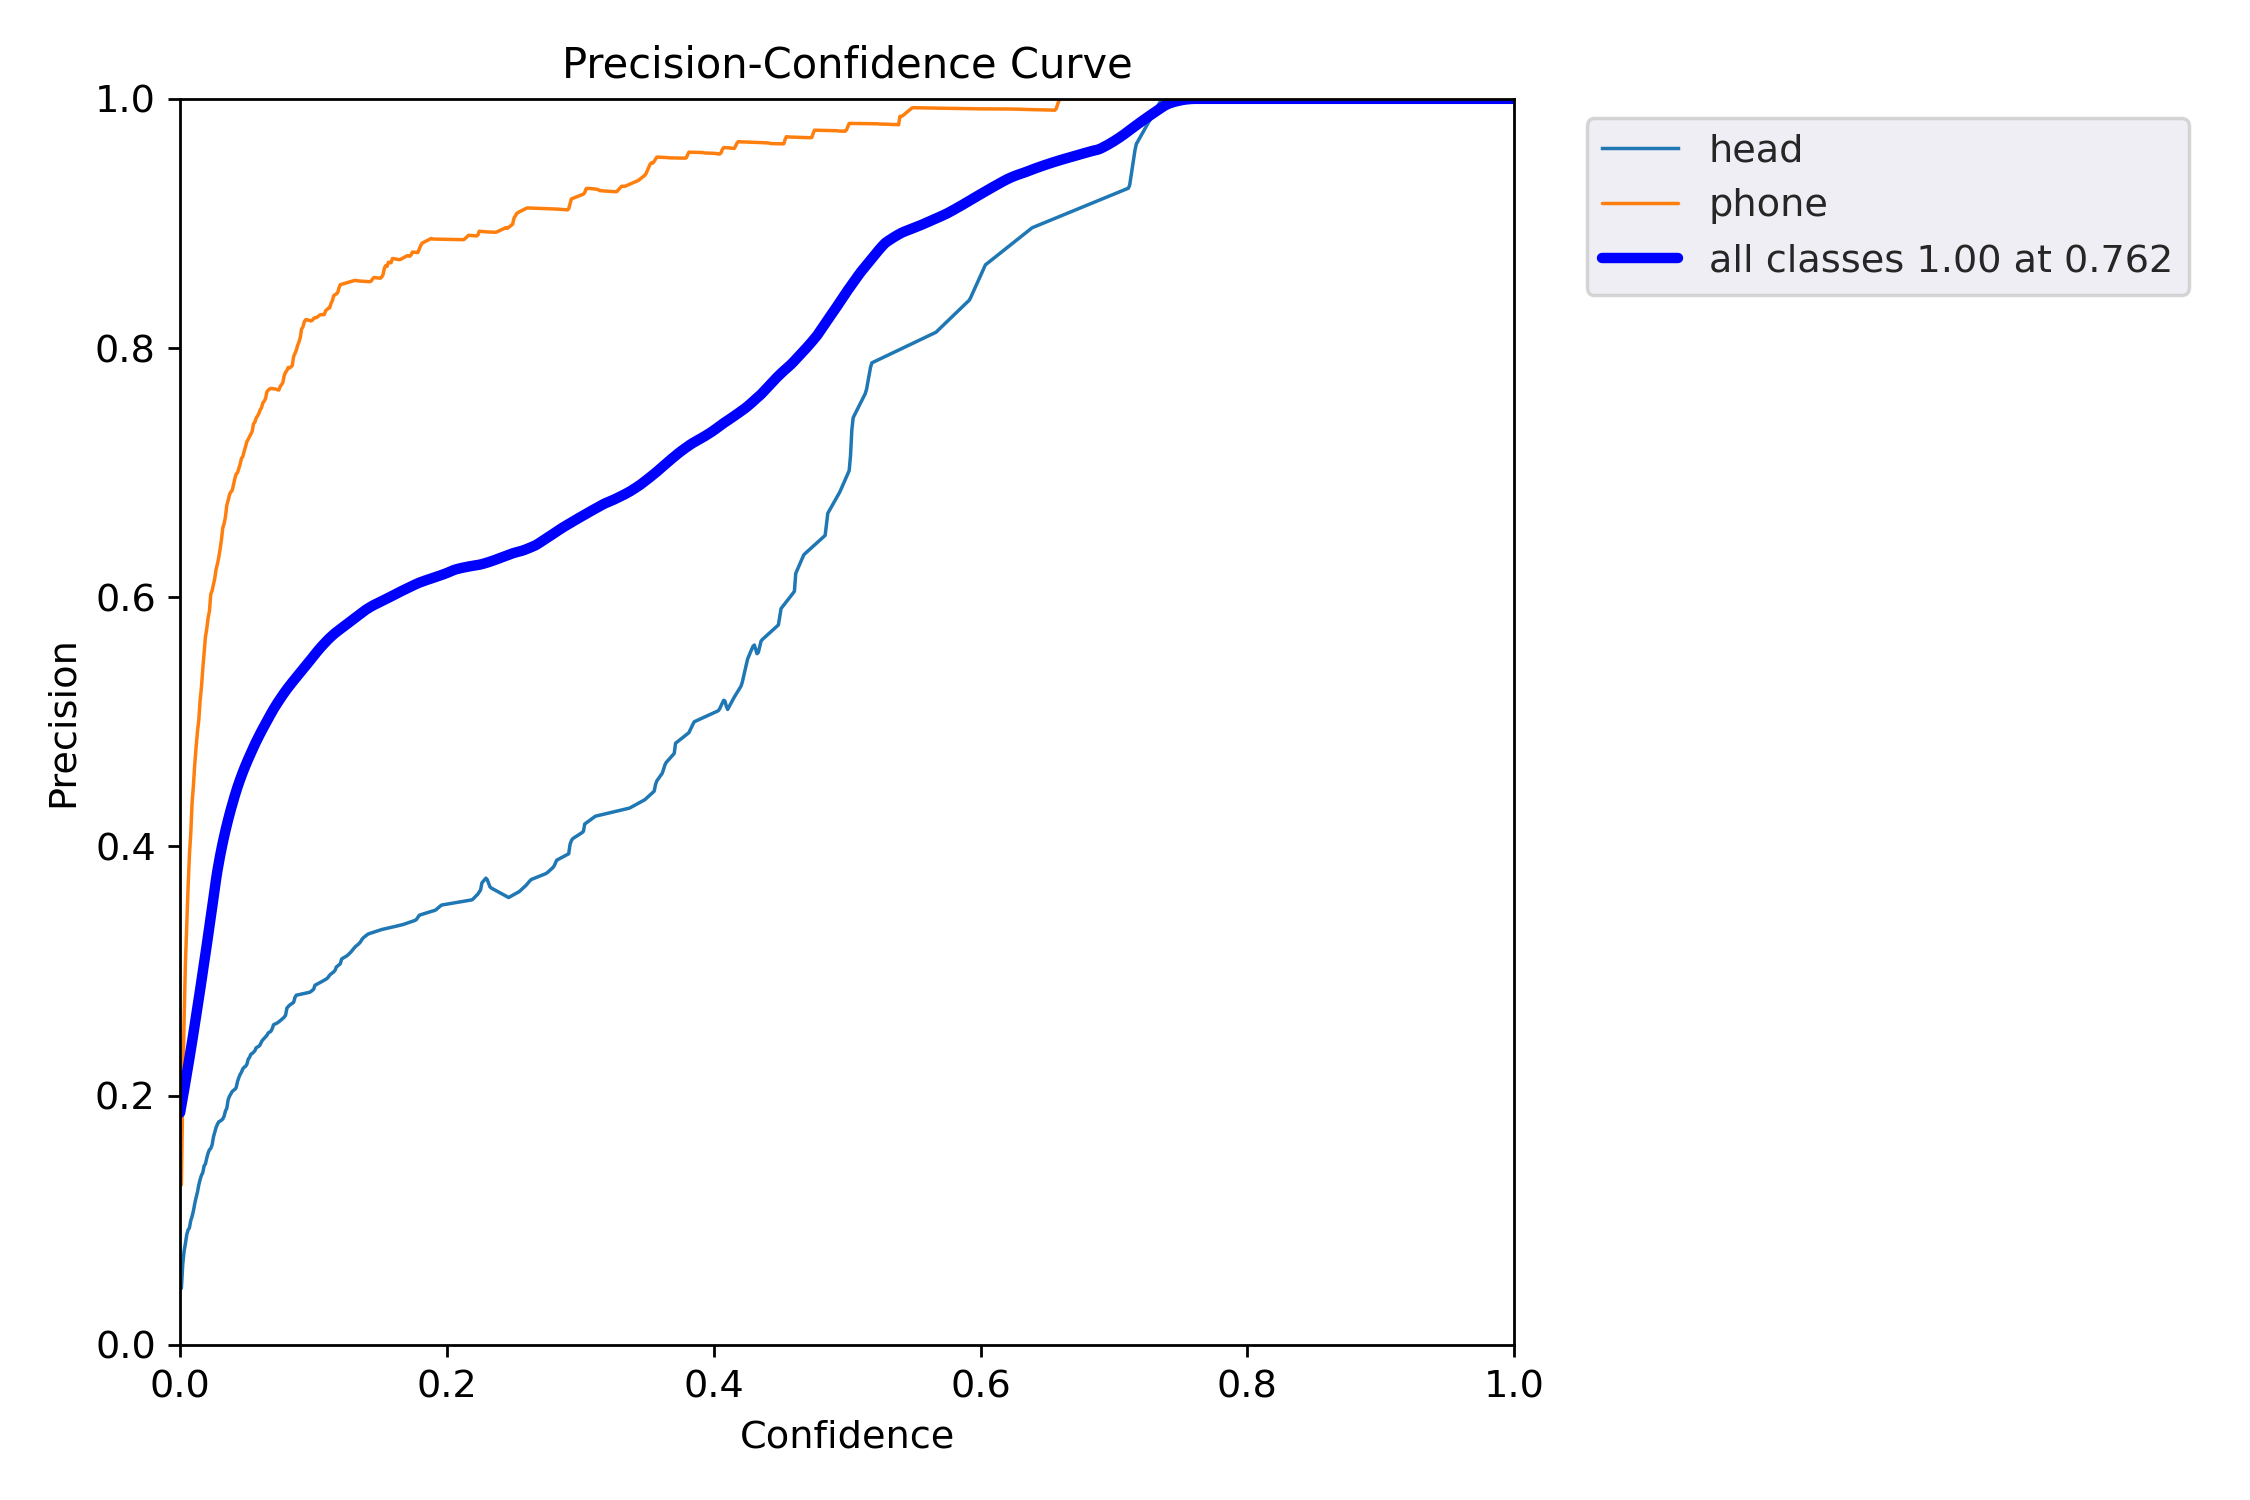 Precision-Confidence Curve
1.0
0.8
0.6
0.4
0.2
0.0
Precision
0.0 0.2 0.4 0.6 0.8 1.0
Confidence
head
phone
all classes 1.00 at 0.762